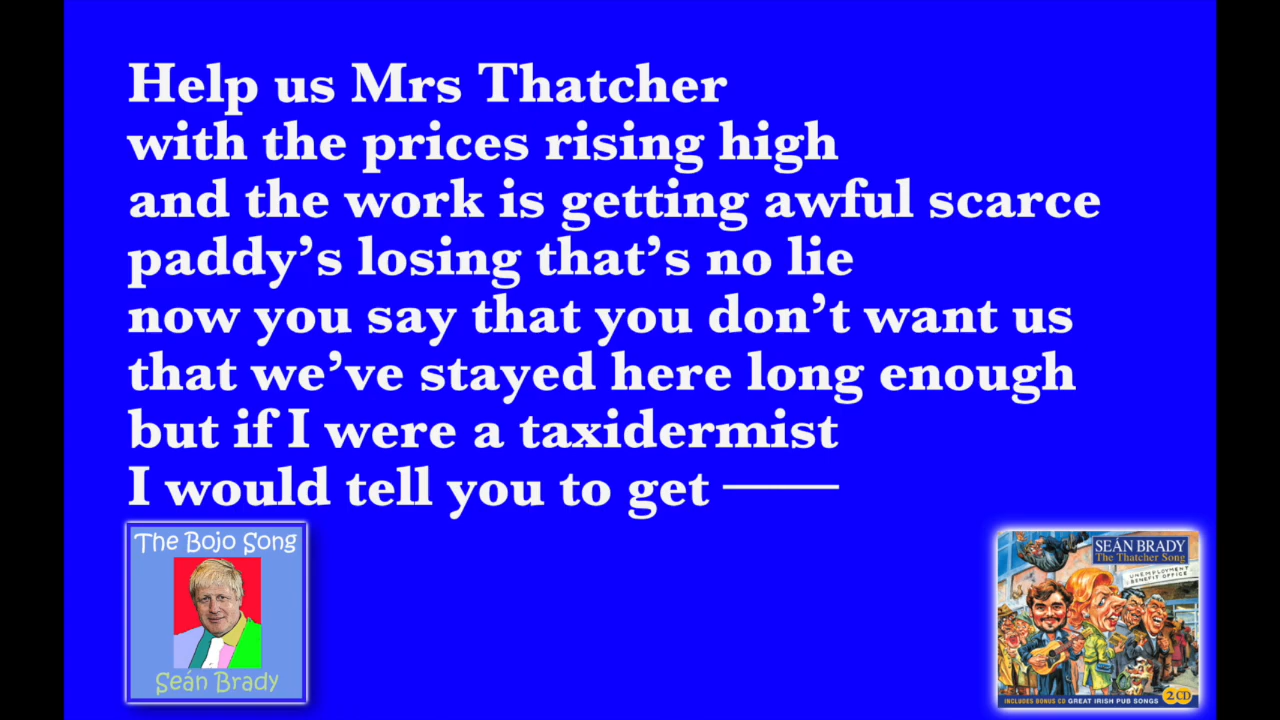 Help us Mrs Thatcher
with the prices rising high
and the work is getting awful scarce
paddy’s losing that’s no lie
now you say that you don’t want us
that we’ve stayed here long enough
but if I were a taxidermist
I would tell you to get ——
The Bojo Song
Seán Brady
SEÁN BRADY
The Thatcher Song
UNEMPLOYMENT
BENEFIT OFFICE
INCLUDES BONUS CD GREAT IRISH PUB SONGS
2 CD